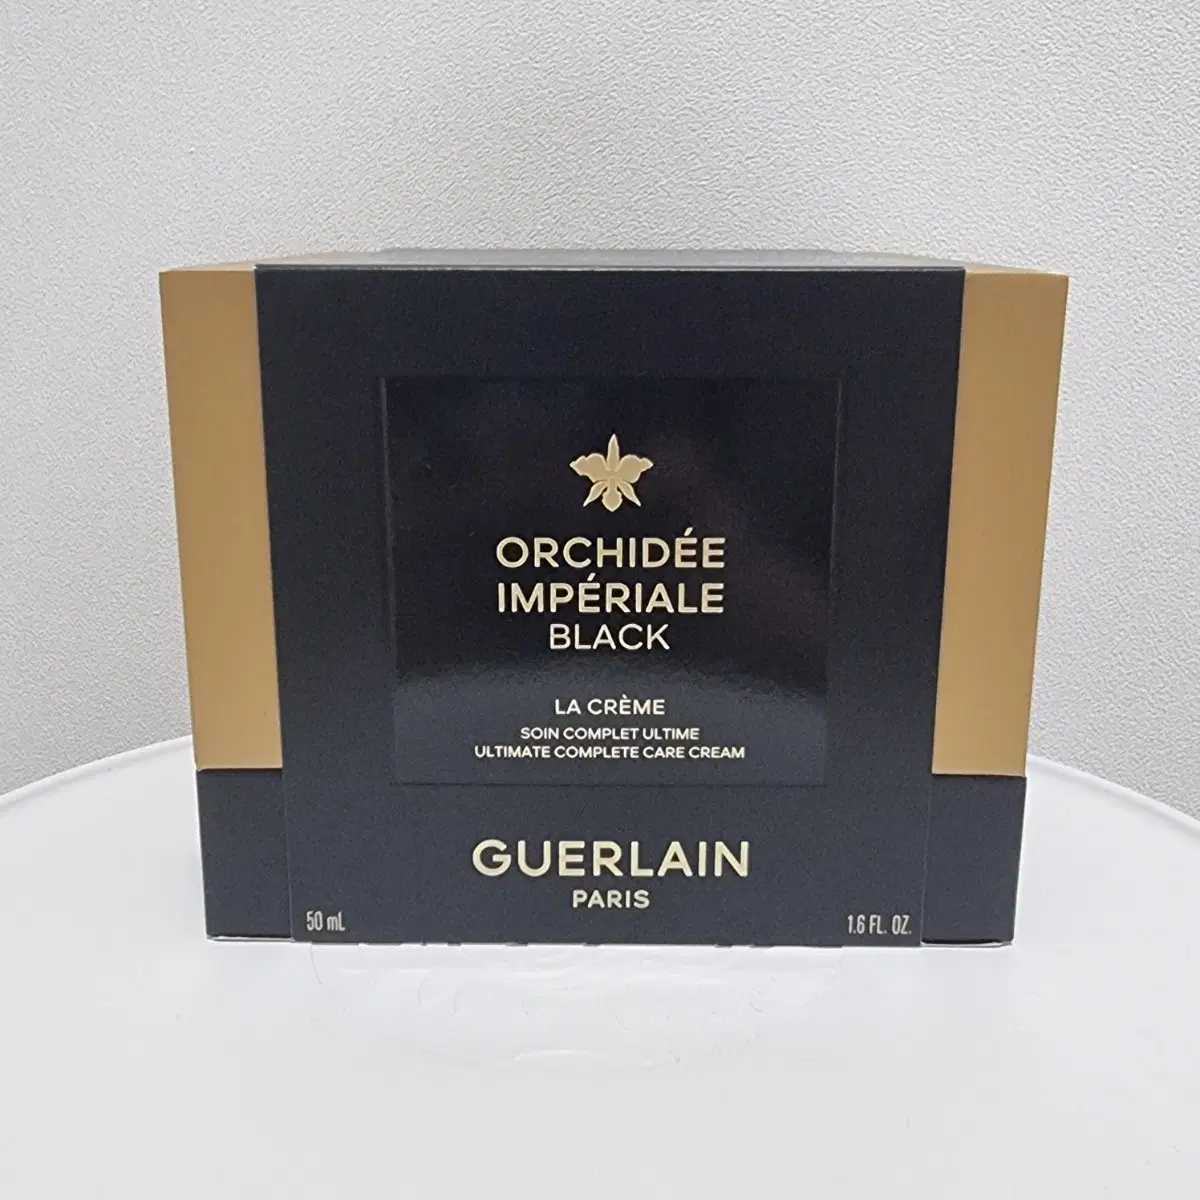 ORCHIDÉE
IMPÉRIALE
BLACK
LA CRÈME
SOIN COMPLET ULTIME
ULTIMATE COMPLETE CARE CREAM
GUERLAIN
PARIS
50 mL
1.6 FL. OZ.